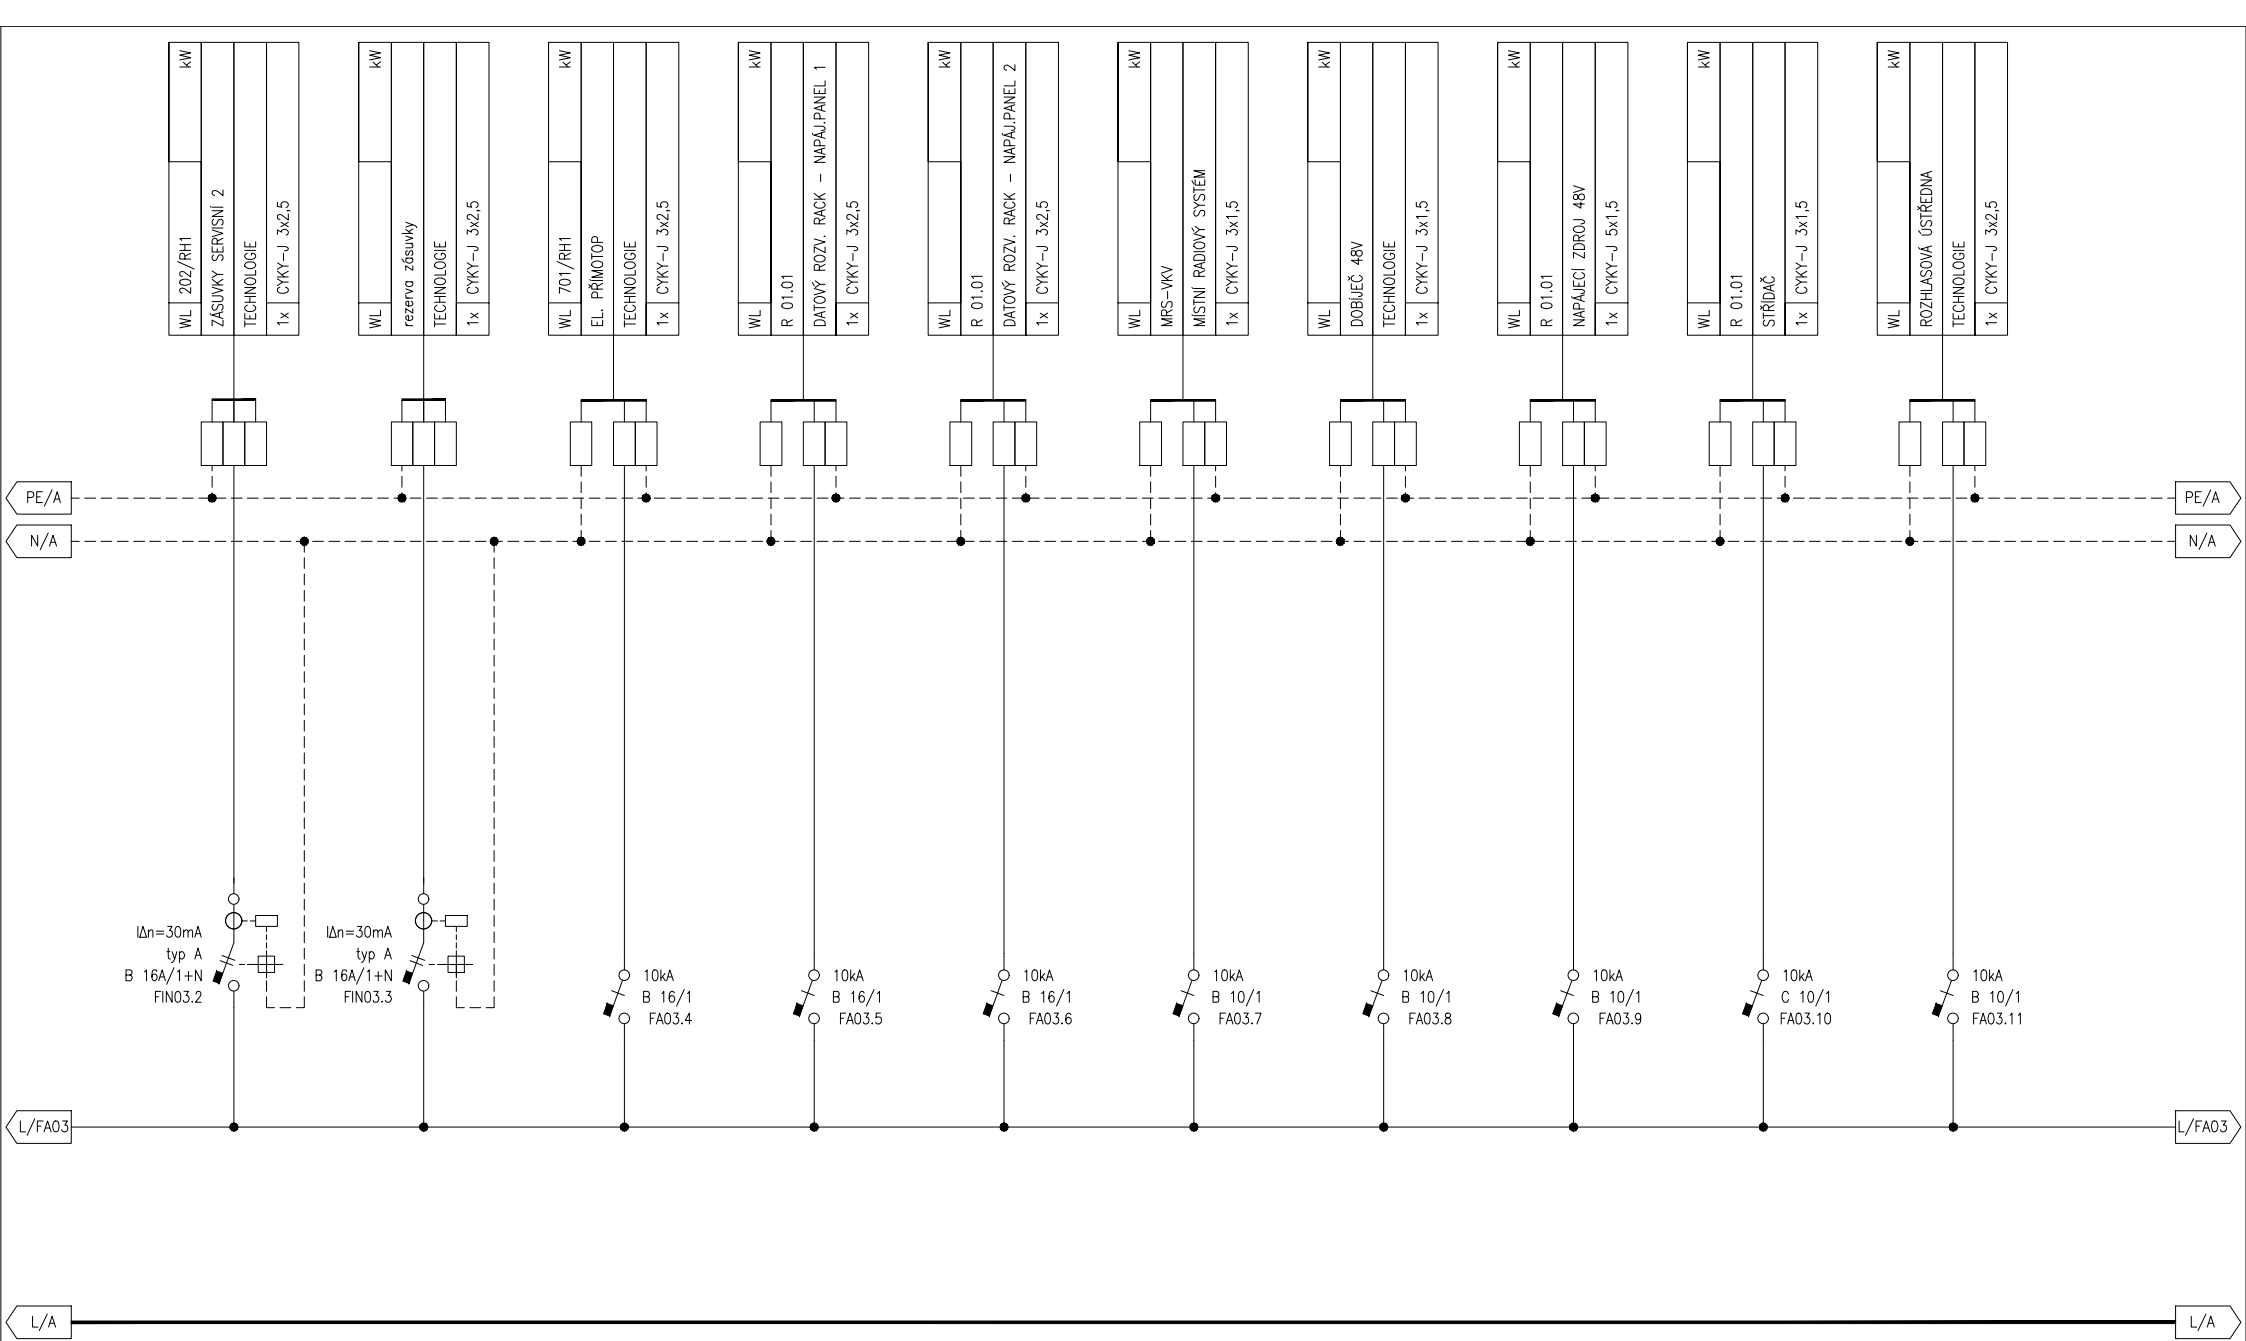 WL 202/RH1 kW
ZÁSUVKY SERVISNÍ 2
TECHNOLOGIE
1x CYKY-J 3x2,5
WL kW
rezerva zásuvky
TECHNOLOGIE
1x CYKY-J 3x2,5
WL 701/RH1 kW
EL. PŘÍMOTOP
TECHNOLOGIE
1x CYKY-J 3x2,5
WL kW
R 01.01
DATOVÝ ROZV. RACK - NAPÁJ.PANEL 1
1x CYKY-J 3x2,5
WL kW
R 01.01
DATOVÝ ROZV. RACK - NAPÁJ.PANEL 2
1x CYKY-J 3x2,5
WL kW
MRS-VKV
MÍSTNÍ RADIOVÝ SYSTÉM
1x CYKY-J 3x1,5
WL kW
DOBÍJEČ 48V
TECHNOLOGIE
1x CYKY-J 3x1,5
WL kW
R 01.01
NAPÁJECÍ ZDROJ 48V
1x CYKY-J 5x1,5
WL kW
R 01.01
STŘÍDAČ
1x CYKY-J 3x1,5
WL kW
ROZHLASOVÁ ÚSTŘEDNA
TECHNOLOGIE
1x CYKY-J 3x2,5
PE/A PE/A
N/A N/A
IΔn=30mA
typ A
B 16A/1+N
FIN03.2
IΔn=30mA
typ A
B 16A/1+N
FIN03.3
10kA
B 16/1
FA03.4
10kA
B 16/1
FA03.5
10kA
B 16/1
FA03.6
10kA
B 10/1
FA03.7
10kA
B 10/1
FA03.8
10kA
B 10/1
FA03.9
10kA
C 10/1
FA03.10
10kA
B 10/1
FA03.11
L/FA03 L/FA03
L/A L/A